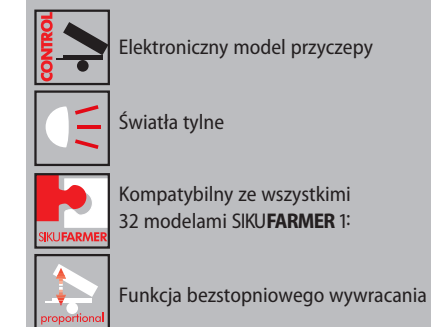 CONTROL
Elektroniczny model przyczepy
Światła tylne
SIKUFARMER
Kompatybilny ze wszystkimi
32 modelami SIKUFARMER 1:
proportional
Funkcja bezstopniowego wywracania